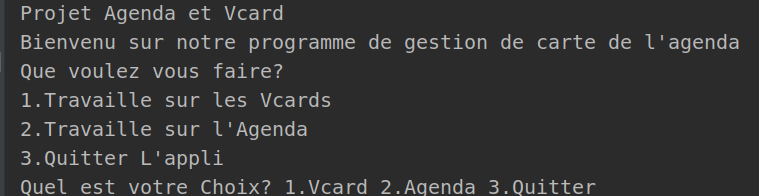 Projet Agenda et Vcard
Bienvenu sur notre programme de gestion de carte de l'agenda
Que voulez vous faire?
1.Travaille sur les Vcards
2.Travaille sur l'Agenda
3.Quitter L'appli
Quel est votre Choix? 1.Vcard 2.Agenda 3.Quitter